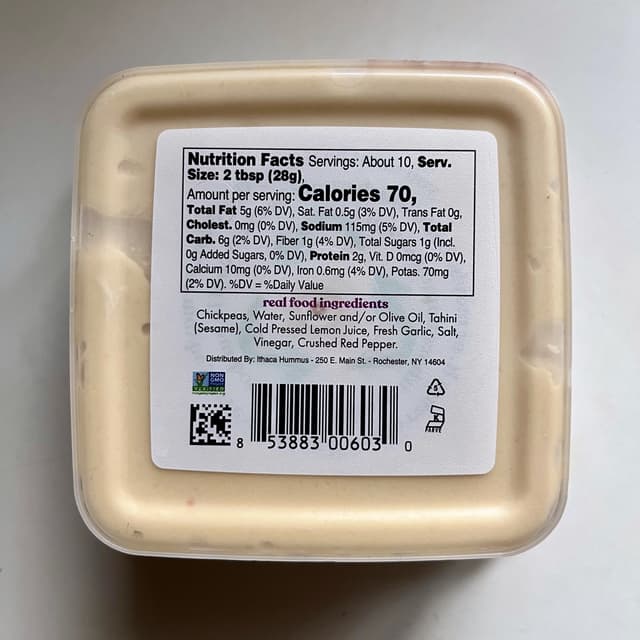 Nutrition Facts Servings: About 10, Serv.
Size: 2 tbsp (28g),
Amount per serving: Calories 70,
Total Fat 5g (6% DV), Sat. Fat 0.5g (3% DV), Trans Fat 0g,
Cholest. 0mg (0% DV), Sodium 115mg (5% DV), Total
Carb. 6g (2% DV), Fiber 1g (4% DV), Total Sugars 1g (Incl.
0g Added Sugars, 0% DV), Protein 2g, Vit. D 0mcg (0% DV),
Calcium 10mg (0% DV), Iron 0.6mg (4% DV), Potas. 70mg
(2% DV). %DV = %Daily Value
real food ingredients
Chickpeas, Water, Sunflower and/or Olive Oil, Tahini
(Sesame), Cold Pressed Lemon Juice, Fresh Garlic, Salt,
Vinegar, Crushed Red Pepper.
Distributed By: Ithaca Hummus - 250 E. Main St. - Rochester, NY 14604
NON
GMO
VERIFIED
5
8 53883 00603 0